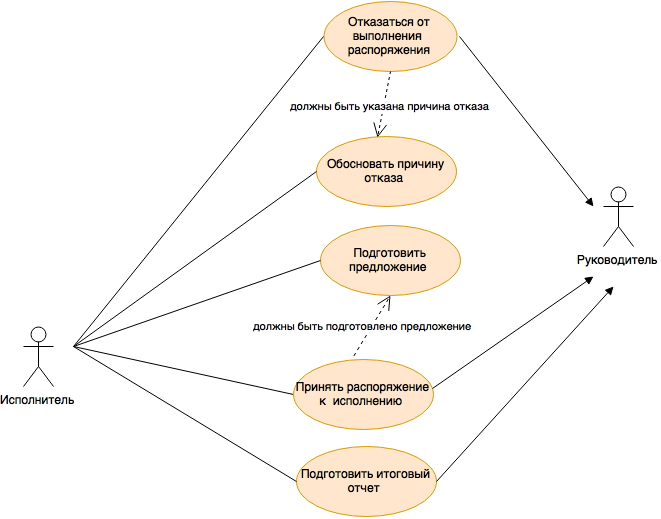 Отказаться от
выполнения
распоряжения
должны быть указана причина отказа
Обосновать причину
отказа
Руководитель
Подготовить
предложение
должны быть подготовлено предложение
Исполнитель
Принять распоряжение
к исполнению
Подготовить итоговый
отчет